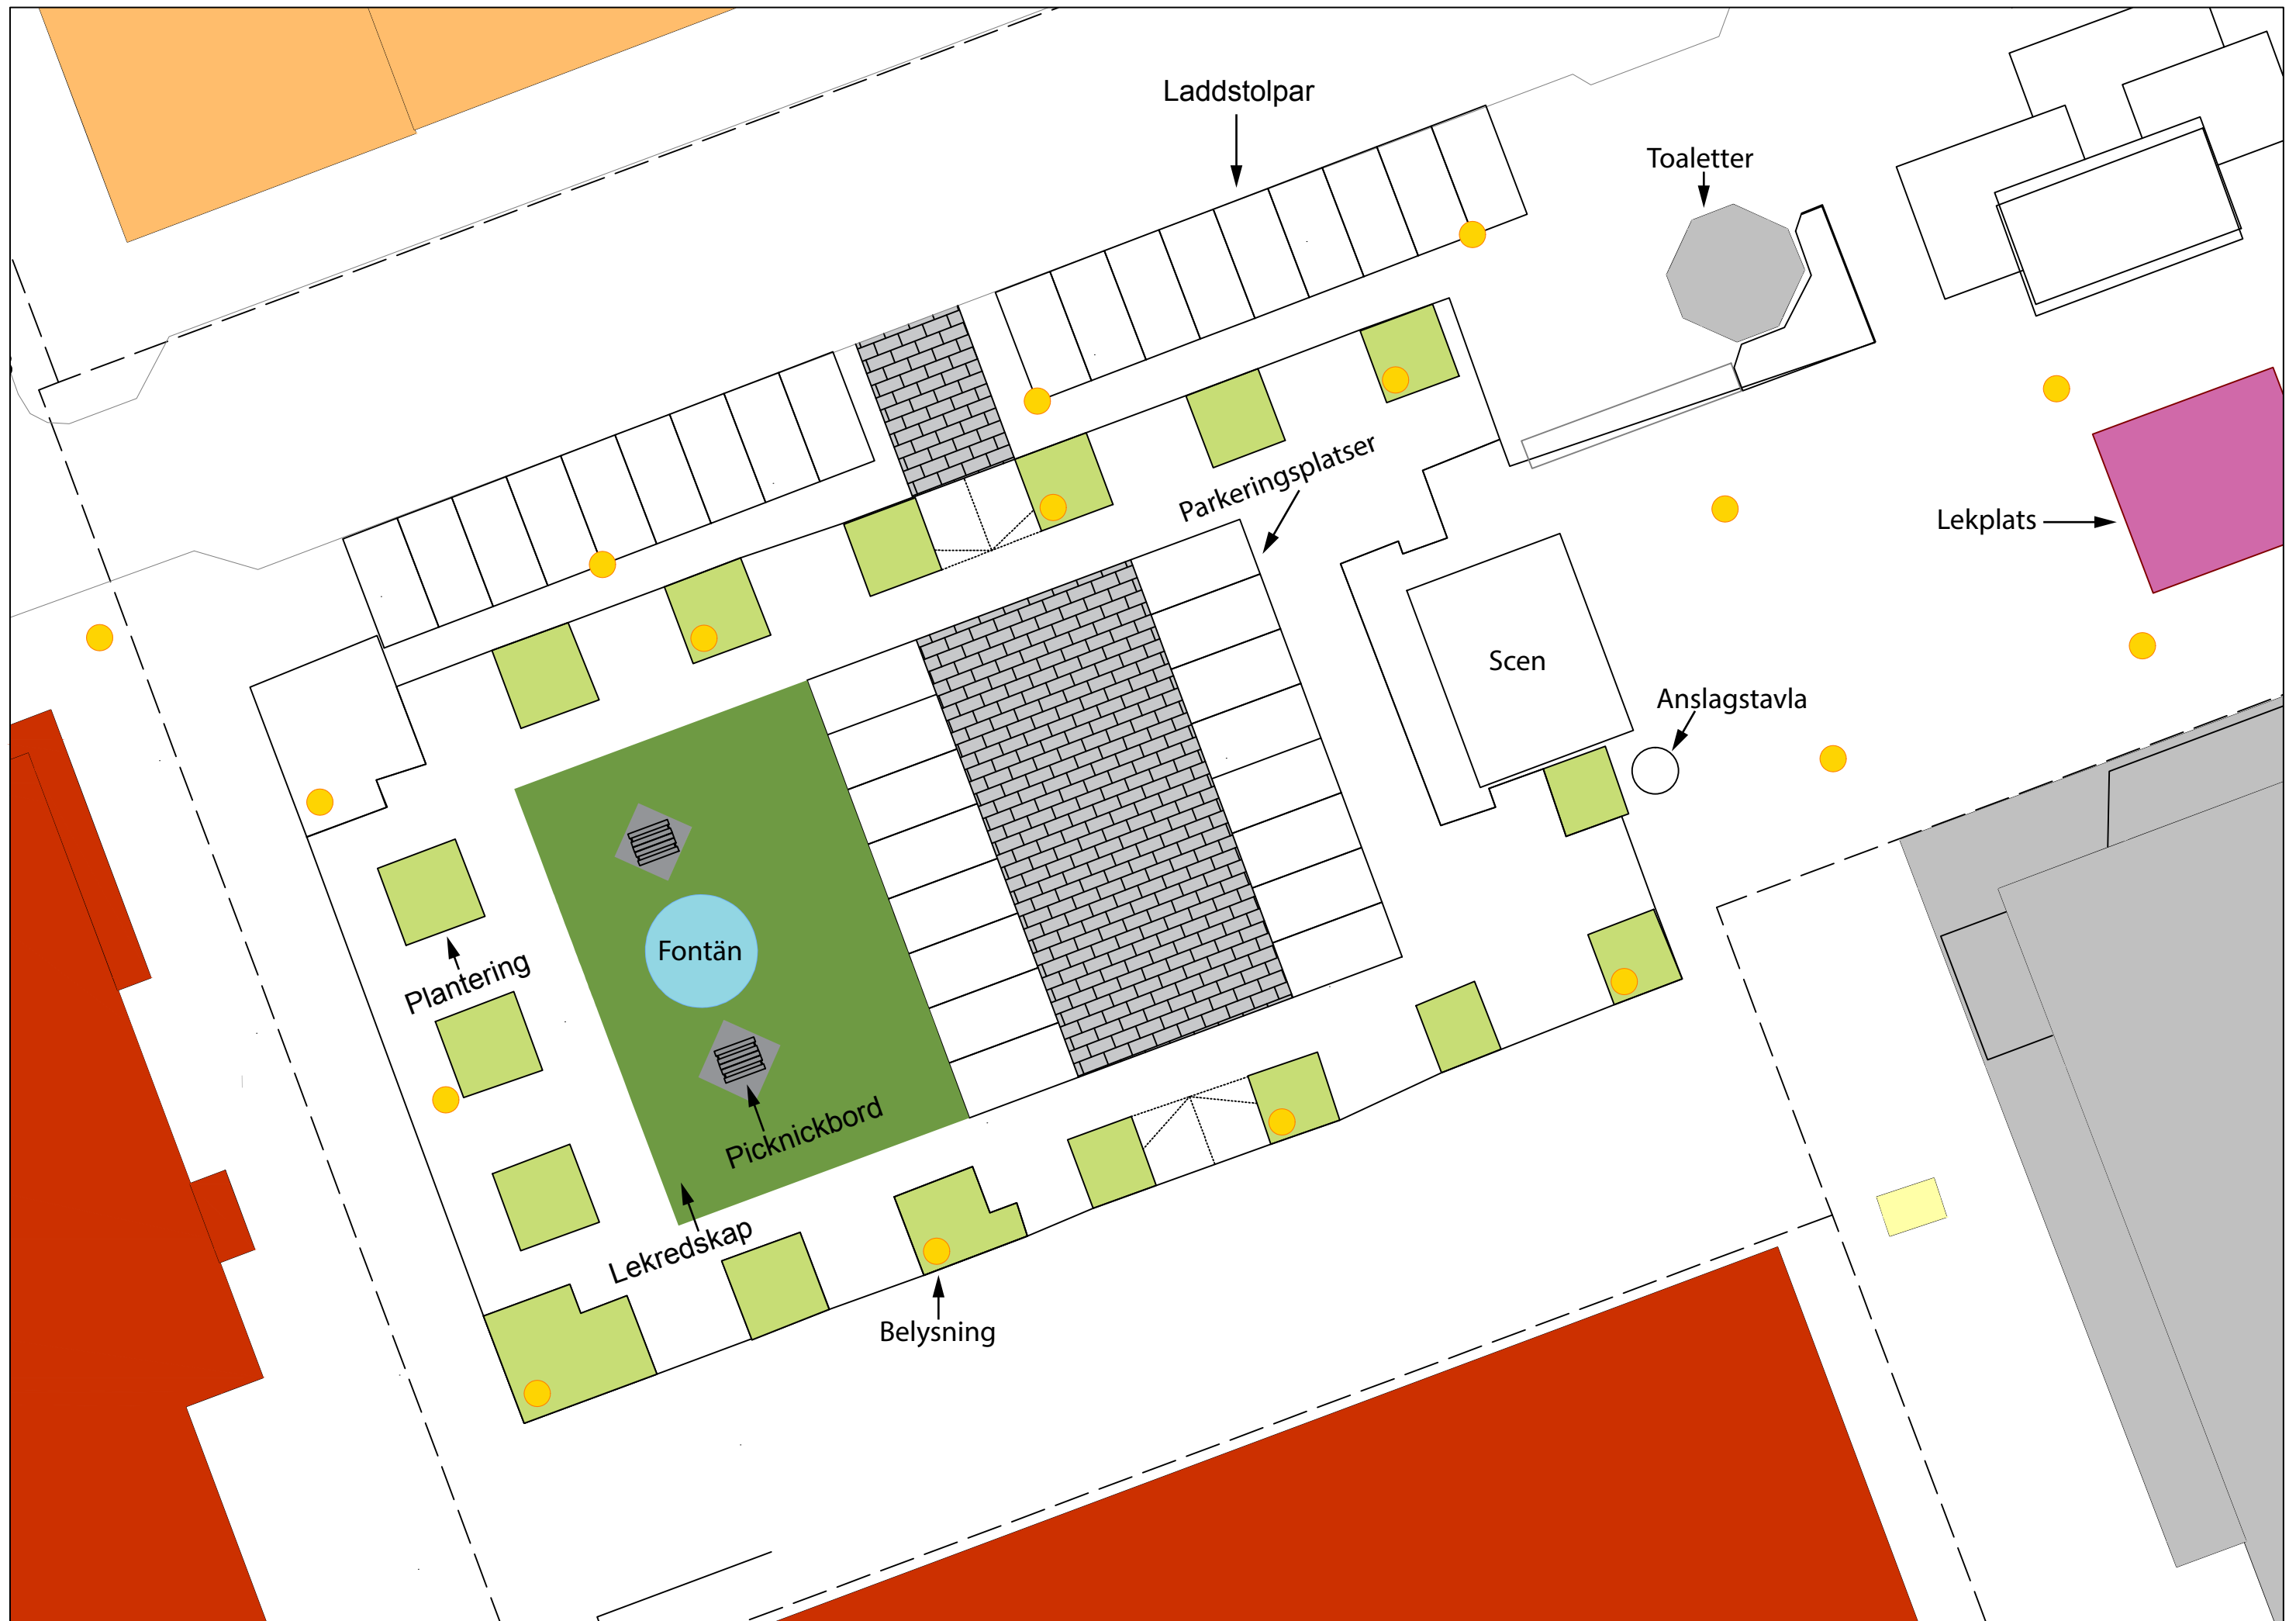 Laddstolpar
Toaletter
Parkeringsplatser
Lekplats
Scen
Anslagstavla
Fontän
Plantering
Picknickbord
Lekredskap
Belysning